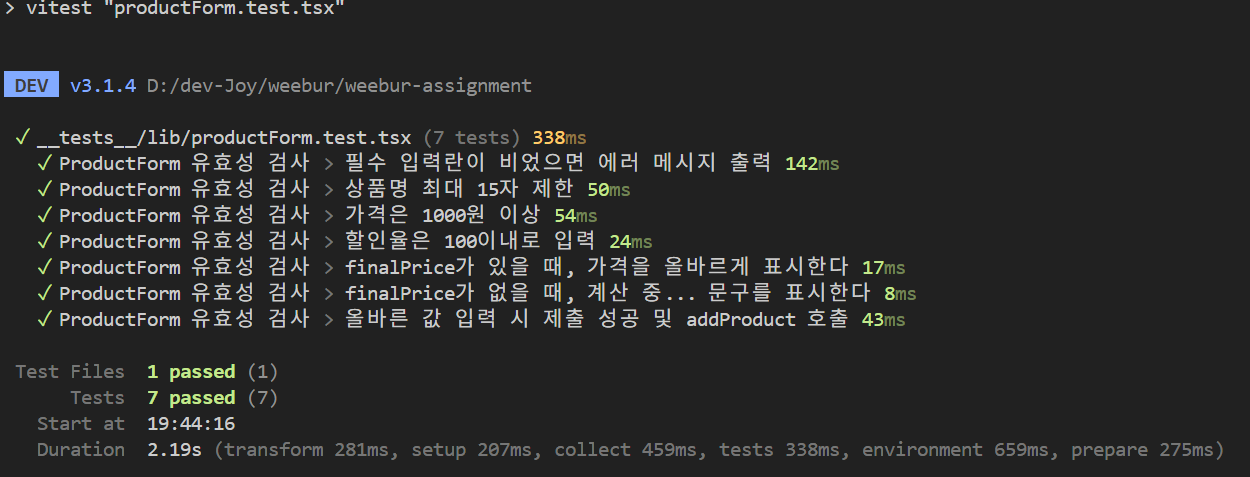 > vitest "productForm.test.tsx"
DEV v3.1.4 D:/dev-Joy/weebur/weebur-assignment
✓ __tests__/lib/productForm.test.tsx (7 tests) 338ms
✓ ProductForm 유효성 검사 > 필수 입력란이 비었으면 에러 메시지 출력 142ms
✓ ProductForm 유효성 검사 > 상품명 최대 15자 제한 50ms
✓ ProductForm 유효성 검사 > 가격은 1000원 이상 54ms
✓ ProductForm 유효성 검사 > 할인율은 100이내로 입력 24ms
✓ ProductForm 유효성 검사 > finalPrice가 있을 때, 가격을 올바르게 표시한다 17ms
✓ ProductForm 유효성 검사 > finalPrice가 없을 때, 계산 중... 문구를 표시한다 8ms
✓ ProductForm 유효성 검사 > 올바른 값 입력 시 제출 성공 및 addProduct 호출 43ms
Test Files 1 passed (1)
Tests 7 passed (7)
Start at 19:44:16
Duration 2.19s (transform 281ms, setup 207ms, collect 459ms, tests 338ms, environment 659ms, prepare 275ms)